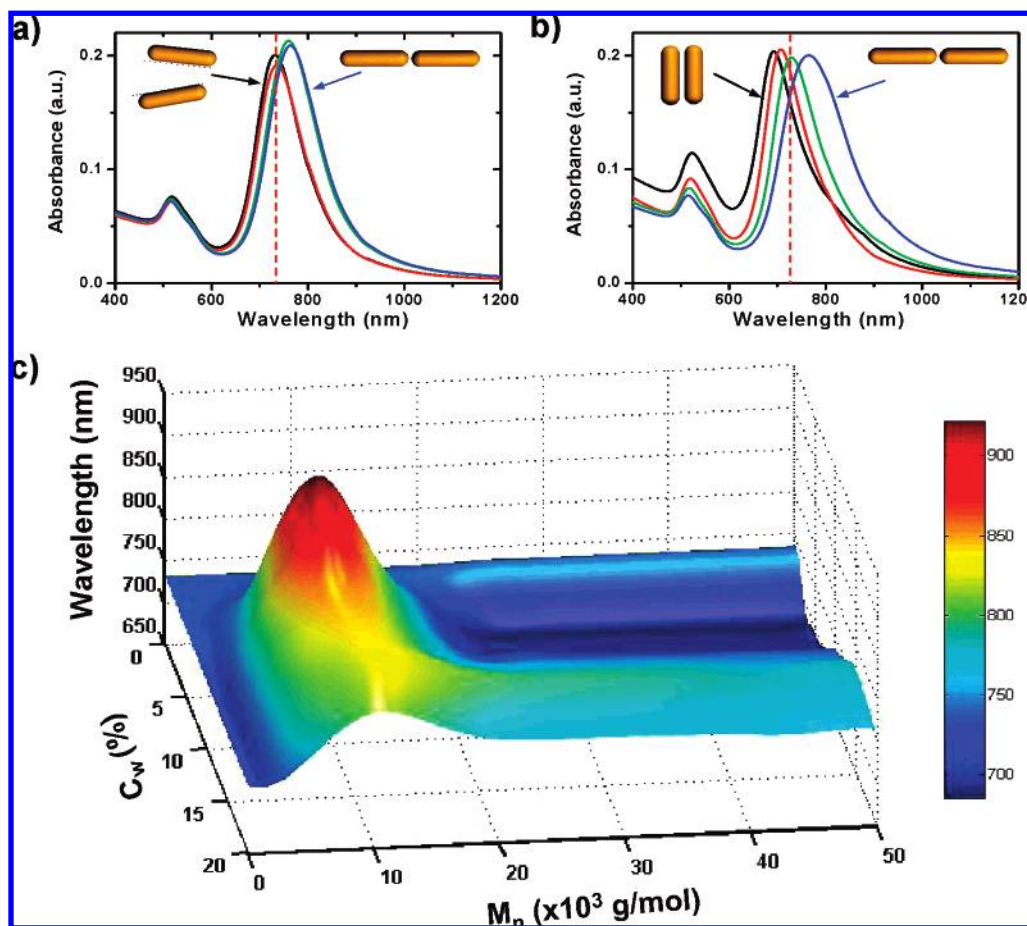 a)
Absorbance (a.u.)
0.2
0.1
0.0
400 600 800 1000 1200
Wavelength (nm)
b)
Absorbance (a.u.)
0.2
0.1
0.0
400 600 800 1000 120
Wavelength (nm)
c)
Wavelength (nm)
950
900
850
800
750
700
650
0
5
10
15
20
C_w (%)
0 10 20 30 40 50
M_n (x10³ g/mol)
900
850
800
750
700